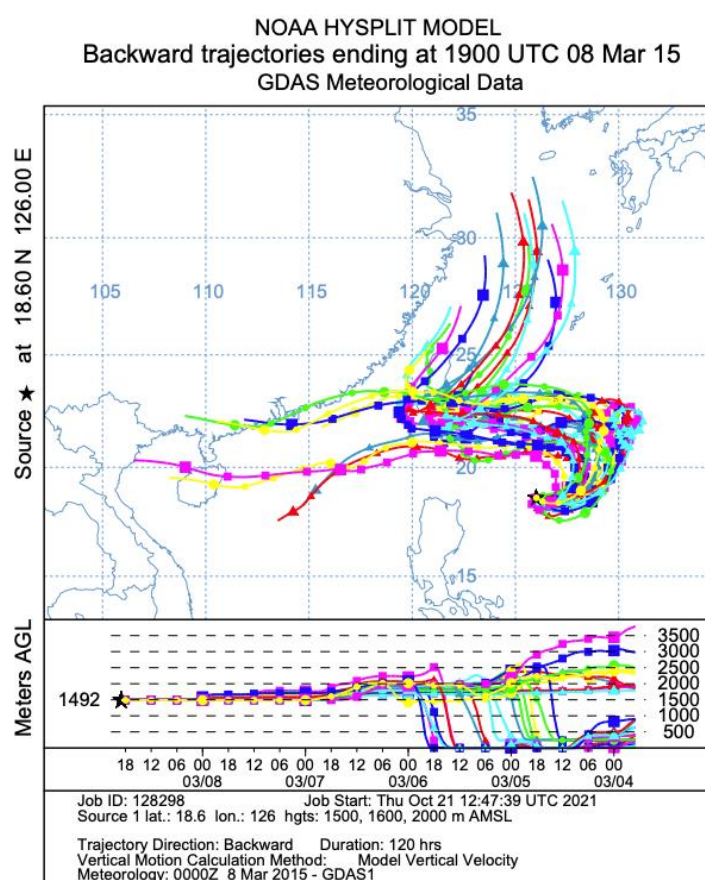 NOAA HYSPLIT MODEL
Backward trajectories ending at 1900 UTC 08 Mar 15
GDAS Meteorological Data
Source ★ at 18.60 N 126.00 E
35
30
105 110 115 120 125 130
25
20
15
Meters AGL
1492
3500
3000
2500
2000
1500
1000
500
18 12 06 00 18 12 06 00 18 12 06 00 18 12 06 00 18 12 06 00
03/08 03/07 03/06 03/05 03/04
Job ID: 128298 Job Start: Thu Oct 21 12:47:39 UTC 2021
Source 1 lat.: 18.6 lon.: 126 hgts: 1500, 1600, 2000 m AMSL
Trajectory Direction: Backward Duration: 120 hrs
Vertical Motion Calculation Method: Model Vertical Velocity
Meteorology: 0000Z 8 Mar 2015 - GDAS1